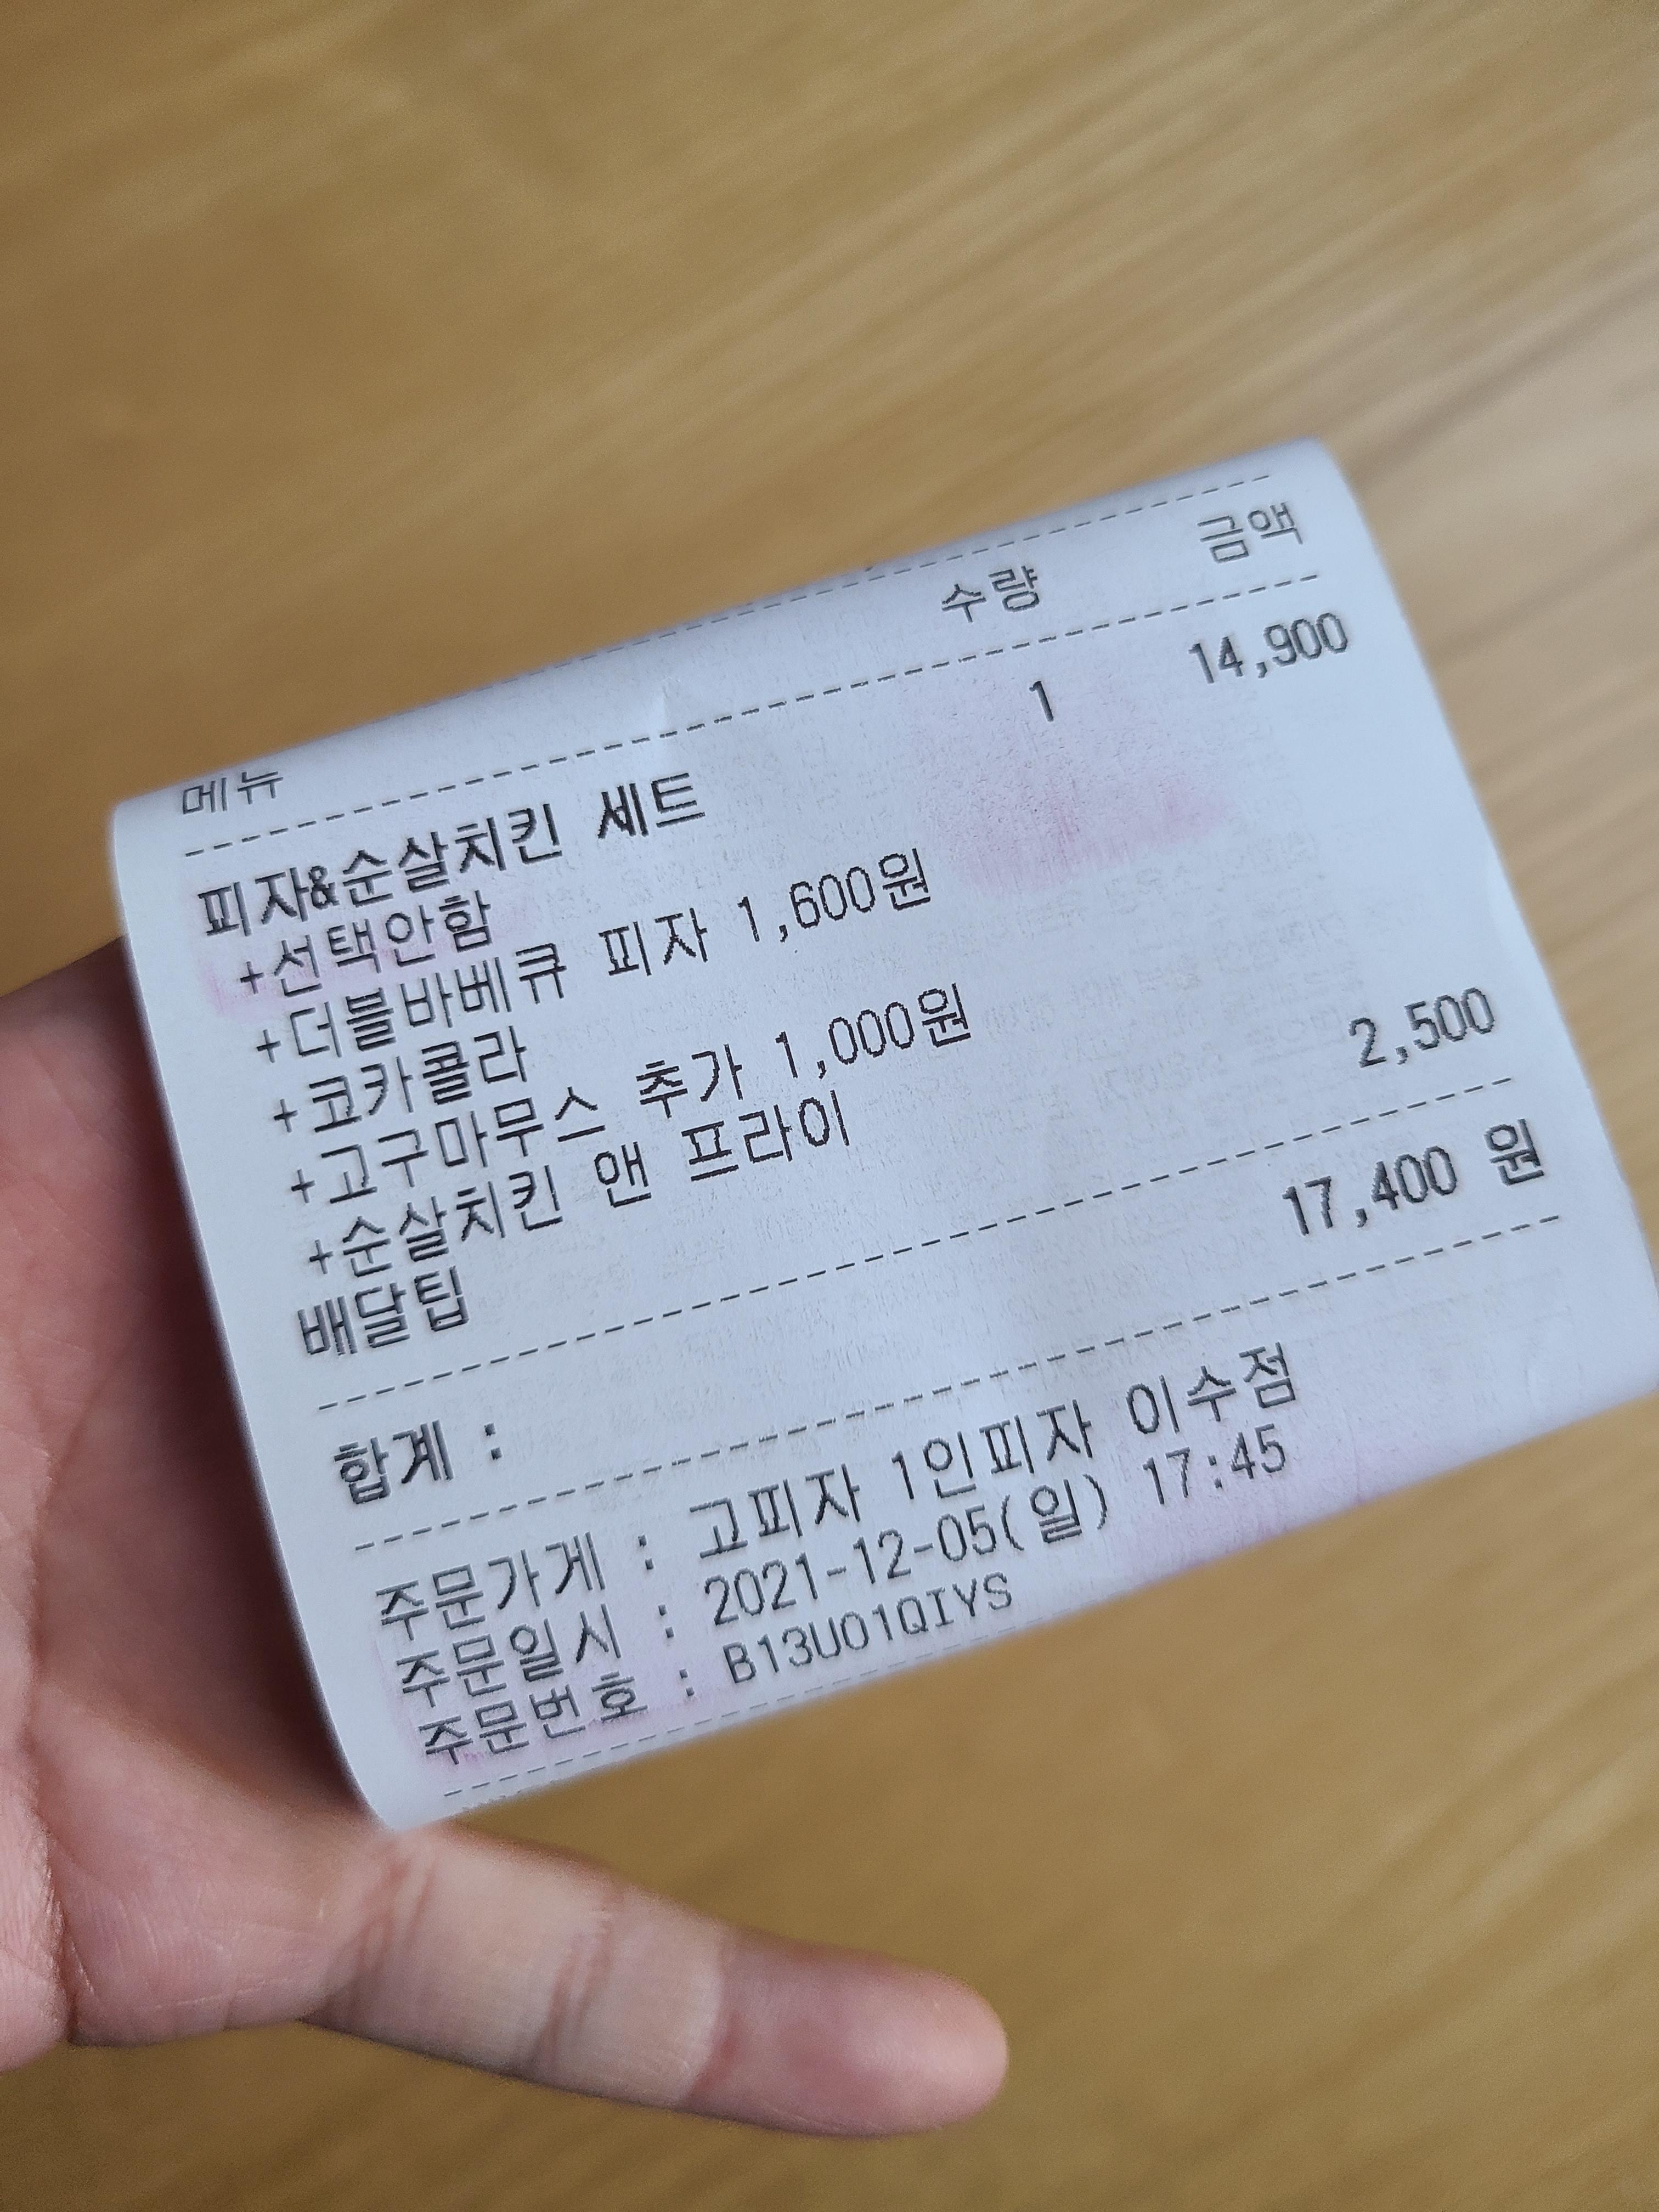 메뉴 수량 금액
피자&순살치킨 세트 1 14,900
+선택안함
+더블바베큐 피자 1,600원
+코카콜라
+고구마무스 추가 1,000원
+순살치킨 앤 프라이
배달팁 2,500
합계 : 17,400 원
주문가게 : 고피자 1인피자 이수점
주문일시 : 2021-12-05(일) 17:45
주문번호 : B13U01QIYS